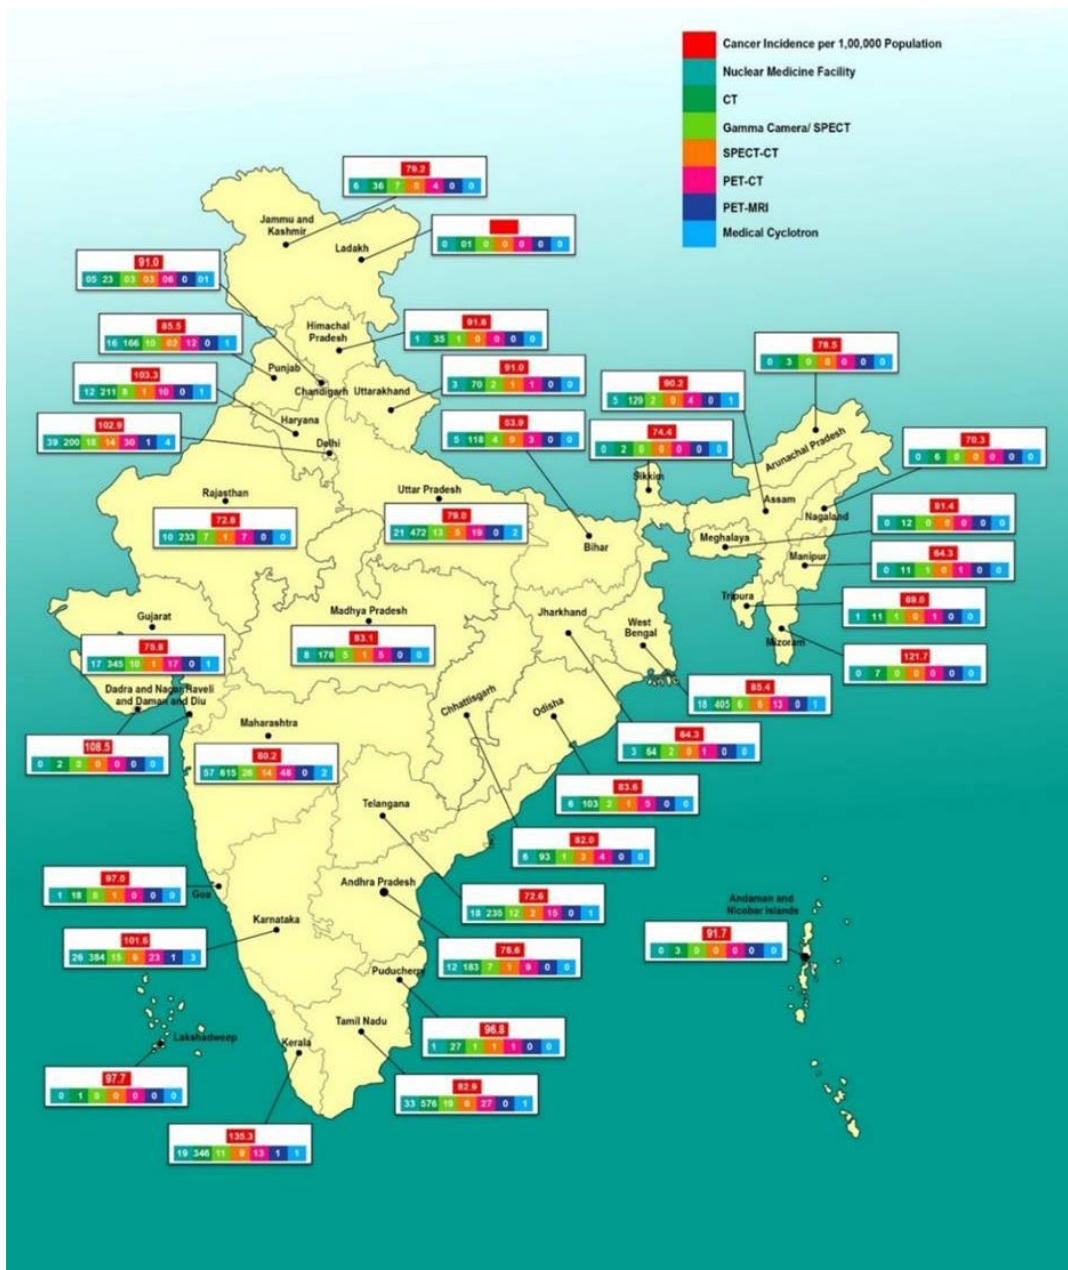 Cancer Incidence per 1,00,000 Population
Nuclear Medicine Facility
CT
Gamma Camera/ SPECT
SPECT-CT
PET-CT
PET-MRI
Medical Cyclotron
79.2
6 36 7 0 4 0 0
Jammu and
Kashmir
Ladakh
0 01 0 0 0 0 0
91.0
05 23 03 03 06 0 01
85.5
16 166 10 02 12 0 1
Himachal
Pradesh
91.6
1 35 1 0 0 0 0
Punjab
Chandigarh
Uttarakhand
91.0
3 70 2 1 1 0 0
103.3
12 211 8 1 10 0 1
Haryana
102.9
39 200 18 14 30 1 4
Delhi
53.9
5 118 4 0 3 0 0
90.2
5 129 2 0 4 0 1
78.5
0 3 0 0 0 0 0
74.4
0 2 0 0 0 0 0
Sikkim
Arunachal Pradesh
70.3
0 6 0 0 0 0 0
Rajasthan
72.6
10 233 7 1 7 0 0
Uttar Pradesh
79.0
21 472 13 5 19 0 2
Bihar
Assam
Nagaland
Meghalaya
81.4
0 12 0 0 0 0 0
Manipur
64.3
0 11 1 0 1 0 0
Tripura
69.0
1 11 1 0 1 0 0
Mizoram
121.7
0 7 0 0 0 0 0
Gujarat
75.8
17 345 10 1 17 0 1
Madhya Pradesh
83.1
8 178 5 1 5 0 0
Jharkhand
West
Bengal
85.4
18 405 6 6 13 0 1
Dadra and Nagar Haveli
and Daman and Diu
108.5
0 2 0 0 0 0 0
Maharashtra
80.2
57 615 26 14 48 0 2
Chhattisgarh
Odisha
64.3
3 64 2 0 1 0 0
83.6
6 103 2 1 5 0 0
82.0
6 93 1 3 4 0 0
Telangana
72.6
18 235 12 2 15 0 1
97.0
1 18 0 1 0 0 0
Goa
Andhra Pradesh
76.6
12 183 7 1 9 0 0
Andaman and
Nicobar Islands
91.7
0 3 0 0 0 0 0
Karnataka
101.6
26 384 15 6 23 1 3
Puducherry
96.8
1 27 1 1 1 0 0
Tamil Nadu
82.9
33 576 19 6 27 0 1
Lakshadweep
97.7
0 1 0 0 0 0 0
Kerala
135.3
19 346 11 9 13 1 1